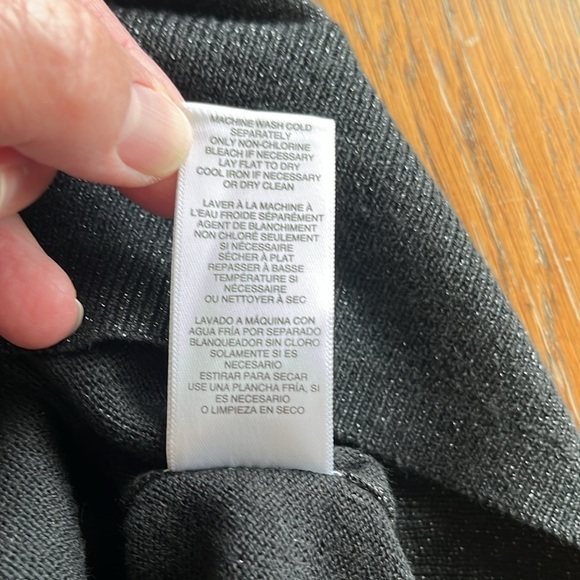 MACHINE WASH COLD
SEPARATELY
ONLY NON-CHLORINE
BLEACH IF NECESSARY
LAY FLAT TO DRY
COOL IRON IF NECESSARY
OR DRY CLEAN
LAVER À LA MACHINE À
L'EAU FROIDE SÉPARÉMENT
AGENT DE BLANCHIMENT
NON CHLORÉ SEULEMENT
SI NÉCESSAIRE
SÉCHER À PLAT
REPASSER À BASSE
TEMPÉRATURE SI
NÉCESSAIRE
OU NETTOYER À SEC
LAVADO A MÁQUINA CON
AGUA FRÍA POR SEPARADO
BLANQUEADOR SIN CLORO
SOLAMENTE SI ES
NECESARIO
ESTIRAR PARA SECAR
USE UNA PLANCHA FRÍA, SI
ES NECESARIO
O LIMPIEZA EN SECO